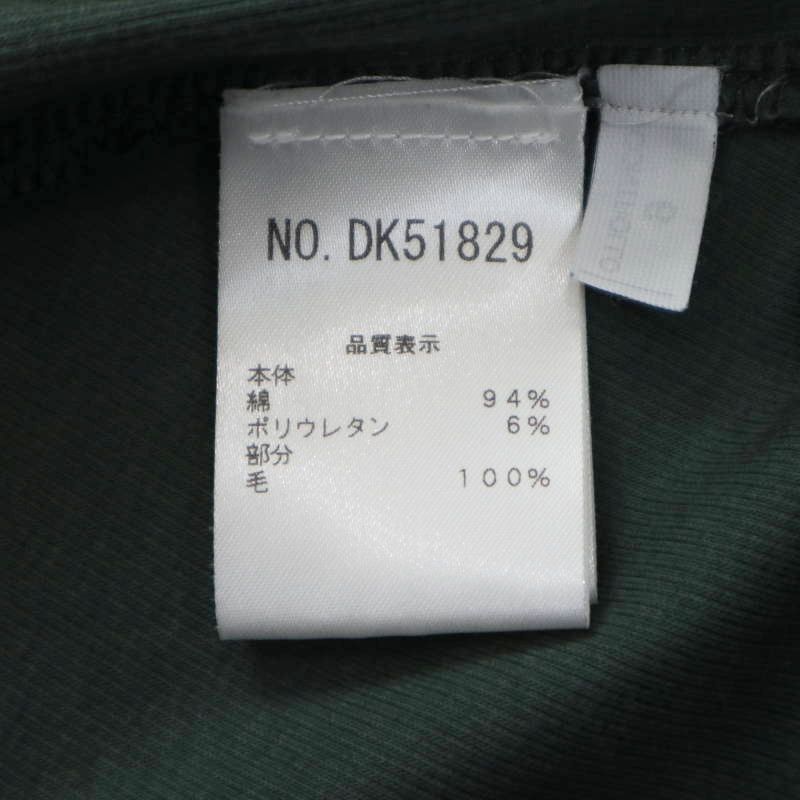 NO. DK51829
品質表示
本体
綿 94%
ポリウレタン 6%
部分
毛 100%